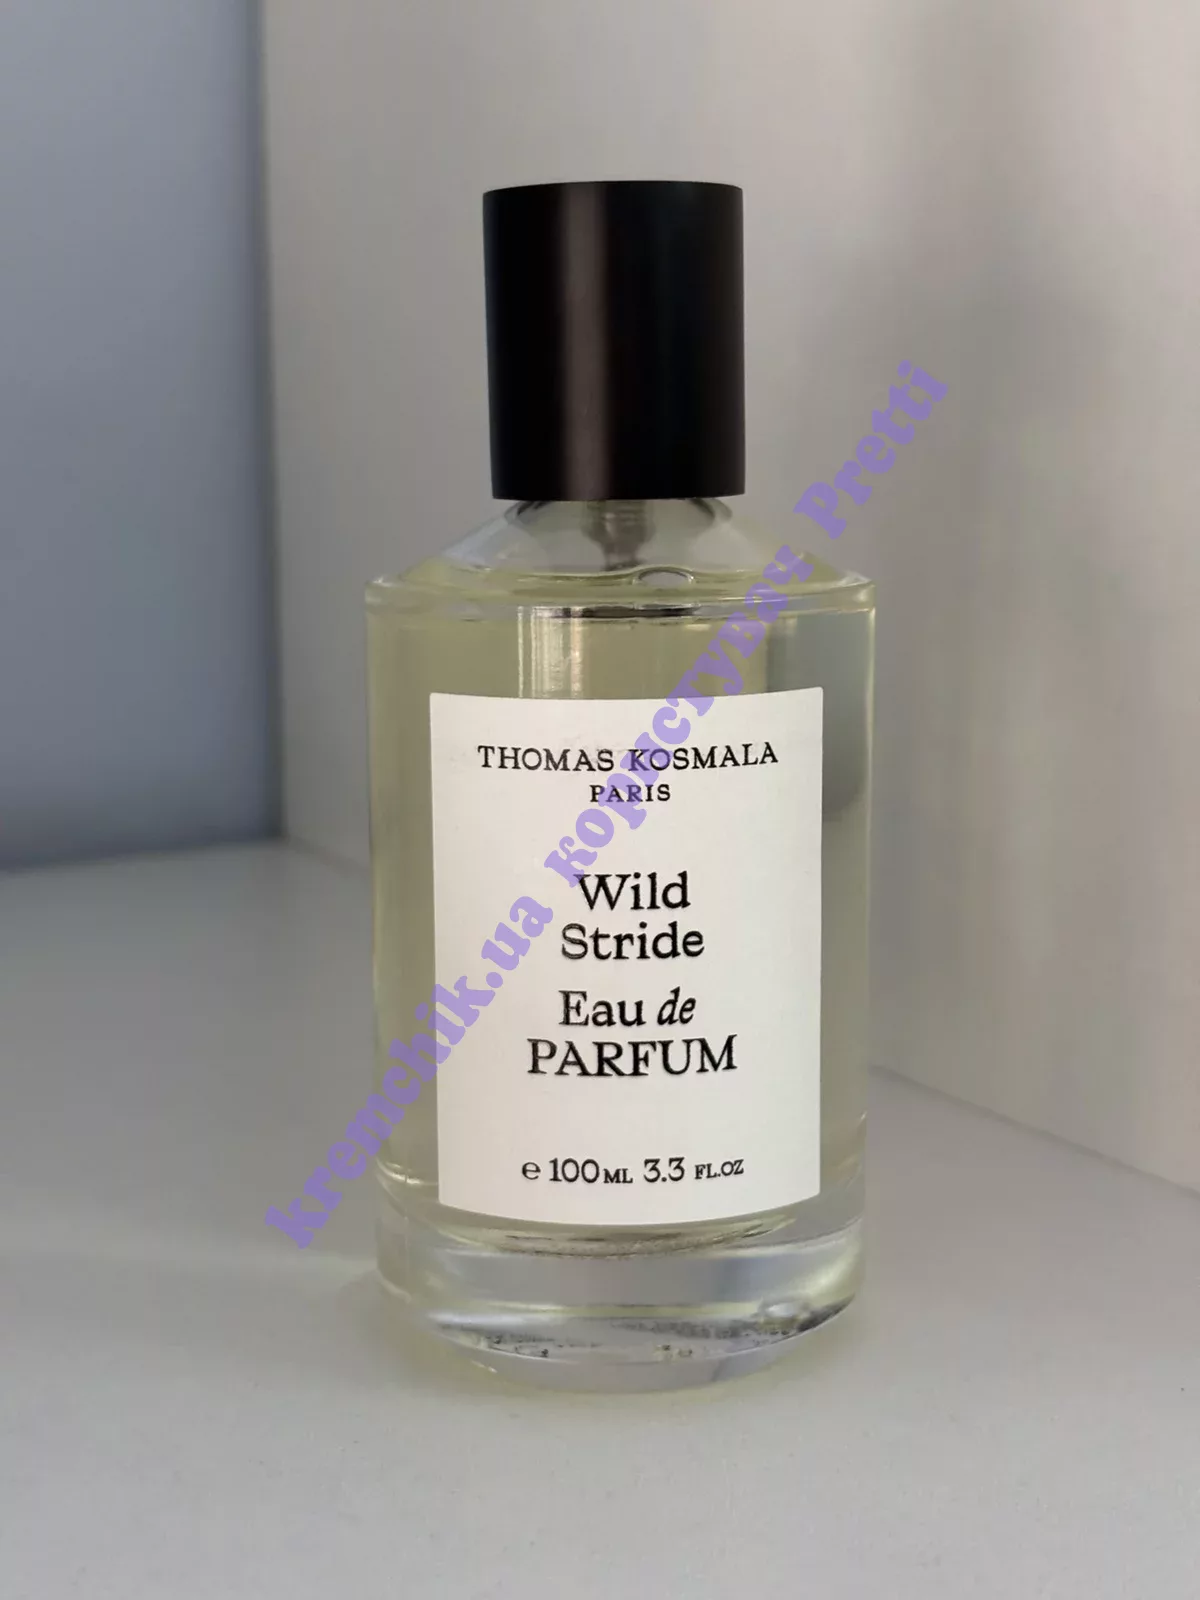 THOMAS KOSMALA
PARIS
Wild
Stride
Eau de
PARFUM
e 100ML 3.3 FL.OZ
kremchik.ua Користувач Pretti